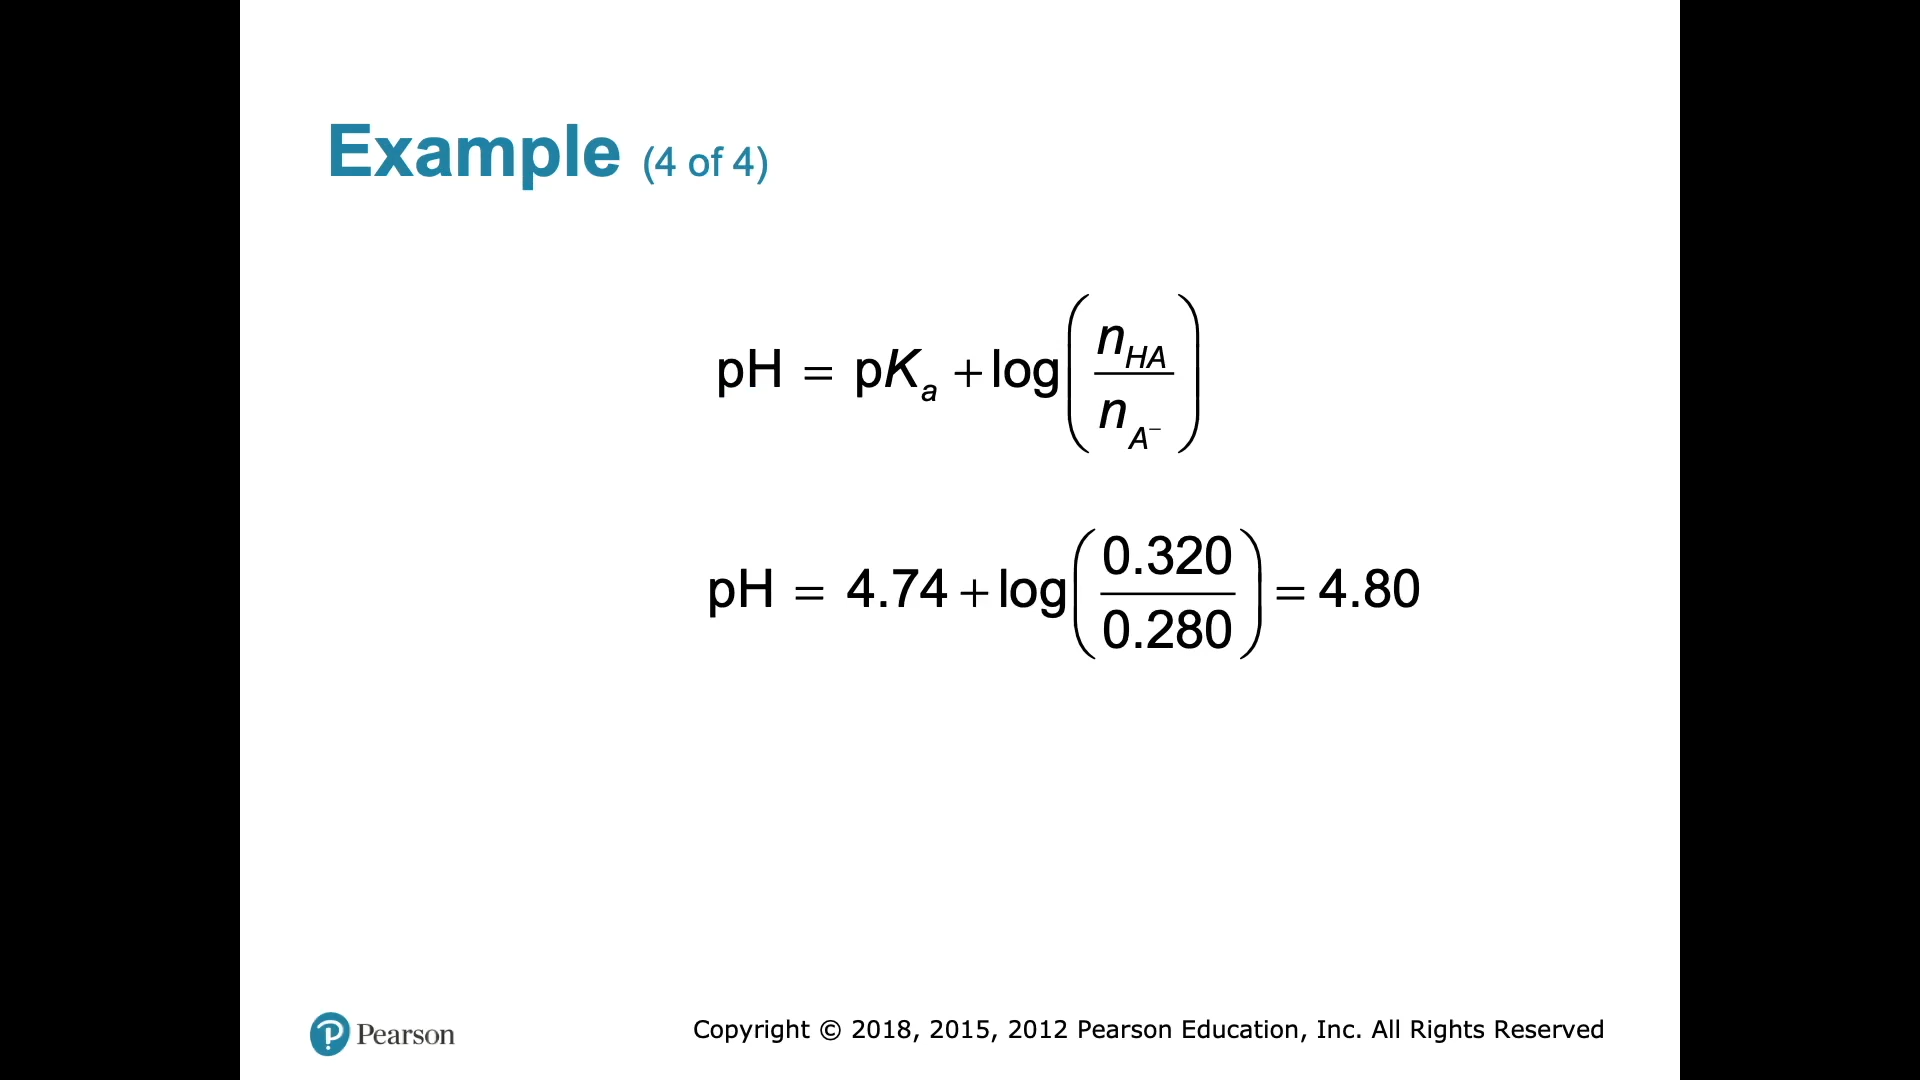 Example (4 of 4)
pH = pKₐ + log(n_HA / n_A⁻)
pH = 4.74 + log(0.320 / 0.280) = 4.80
Pearson
Copyright © 2018, 2015, 2012 Pearson Education, Inc. All Rights Reserved